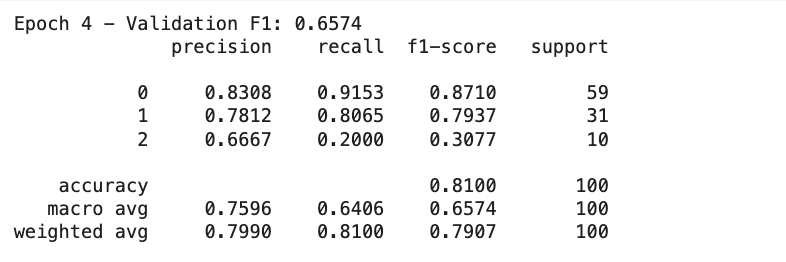 Epoch 4 – Validation F1: 0.6574
precision recall f1-score support
0 0.8308 0.9153 0.8710 59
1 0.7812 0.8065 0.7937 31
2 0.6667 0.2000 0.3077 10
accuracy 0.8100 100
macro avg 0.7596 0.6406 0.6574 100
weighted avg 0.7990 0.8100 0.7907 100